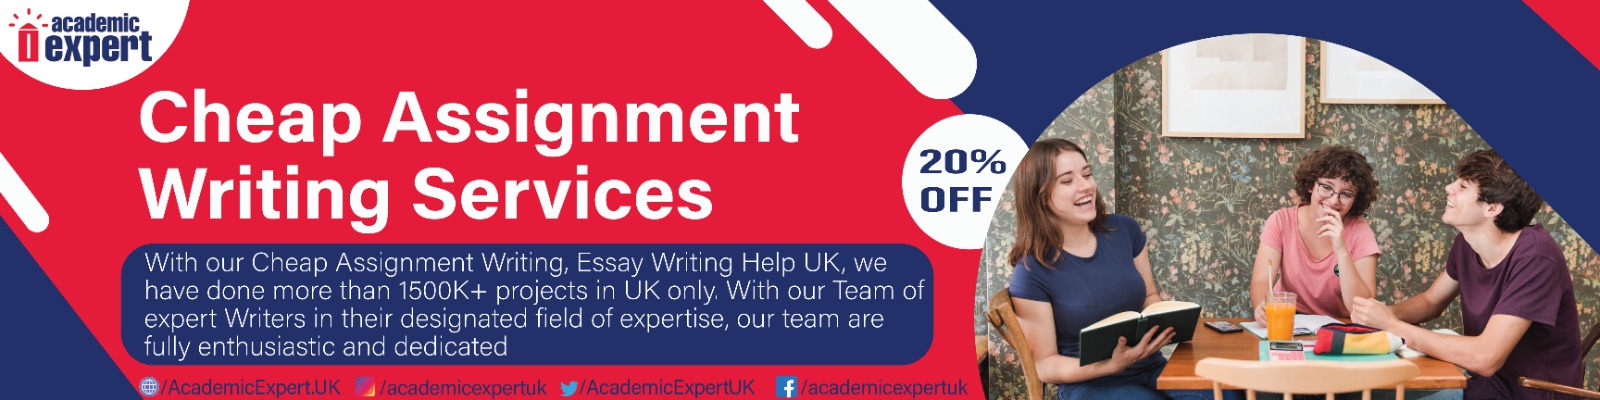 academic
expert
Cheap Assignment
Writing Services
20%
OFF
With our Cheap Assignment Writing, Essay Writing Help UK, we
have done more than 1500K+ projects in UK only. With our Team of
expert Writers in their designated field of expertise, our team are
fully enthusiastic and dedicated
/AcademicExpert.UK /academicexpertuk /AcademicExpertUK /academicexpertuk